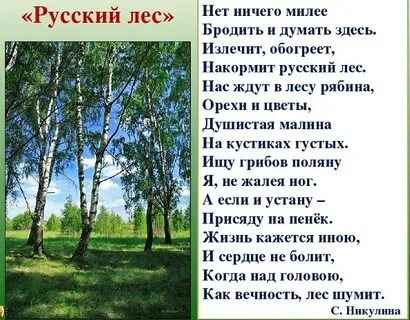 «Русский лес»
Нет ничего милее
Бродить и думать здесь.
Излечит, обогреет,
Накормит русский лес.
Нас ждут в лесу рябина,
Орехи и цветы,
Душистая малина
На кустиках густых.
Ищу грибов поляну
Я, не жалея ног.
А если и устану –
Присяду на пенёк.
Жизнь кажется иною,
И сердце не болит,
Когда над головою,
Как вечность, лес шумит.
С. Никулина